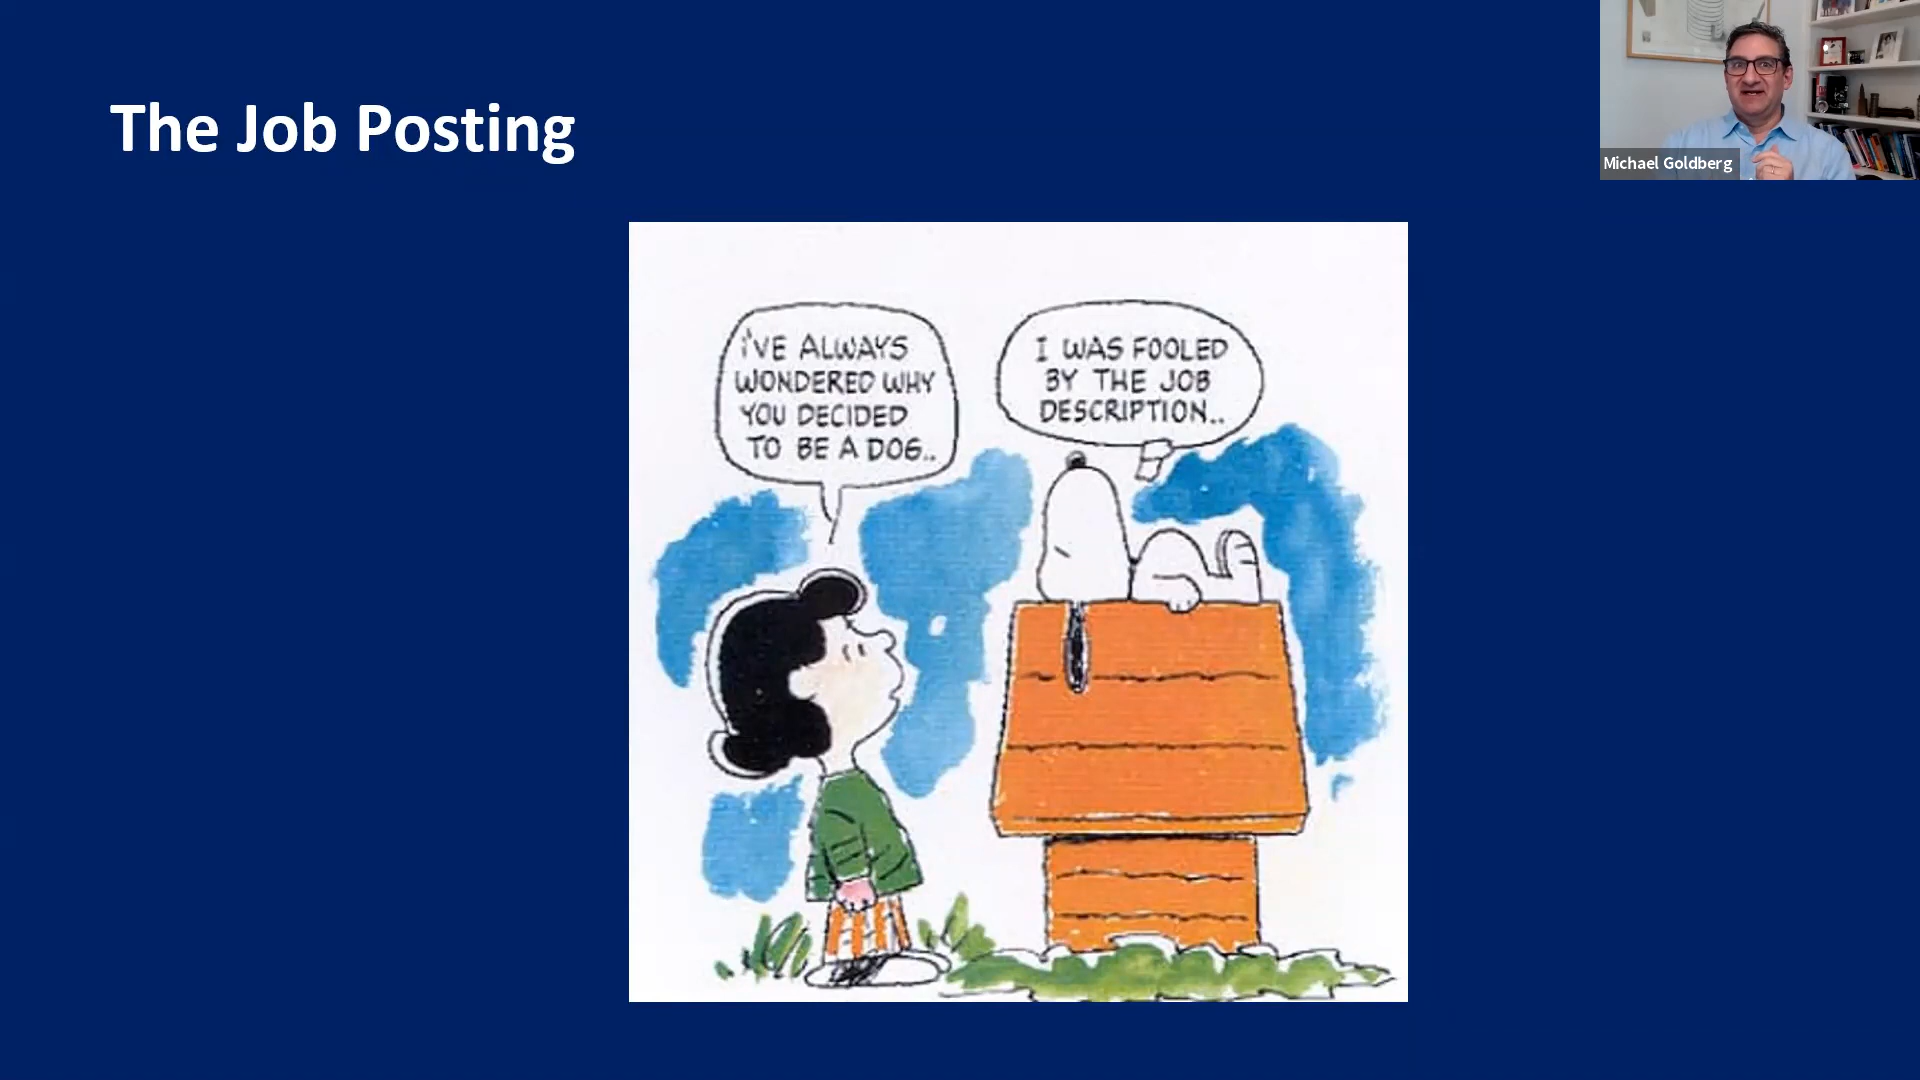 The Job Posting
Michael Goldberg
I'VE ALWAYS
WONDERED WHY
YOU DECIDED
TO BE A DOG..
I WAS FOOLED
BY THE JOB
DESCRIPTION..